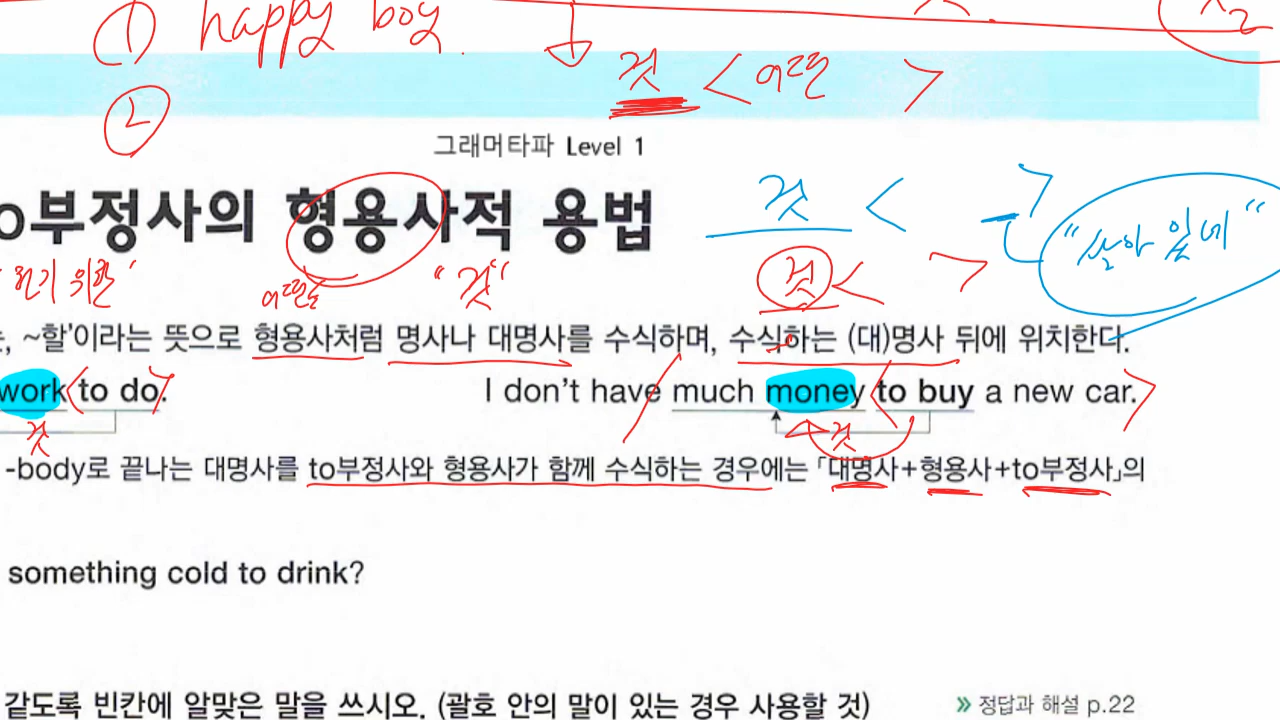 ① happy boy.
것 < 어떤 >
②
그래머타파 Level 1
것 < >
o부정사의 형용사적 용법
"살아 있네"
것 < >
어떤
"것"
, ~할'이라는 뜻으로 형용사처럼 명사나 대명사를 수식하며, 수식하는 (대)명사 뒤에 위치한다.
work <to do>. I don't have / much money <to buy a new car.>
것 것
-body로 끝나는 대명사를 to부정사와 형용사가 함께 수식하는 경우에는 「대명사+형용사+to부정사」의
something cold to drink?
같도록 빈칸에 알맞은 말을 쓰시오. (괄호 안의 말이 있는 경우 사용할 것) » 정답과 해설 p.22